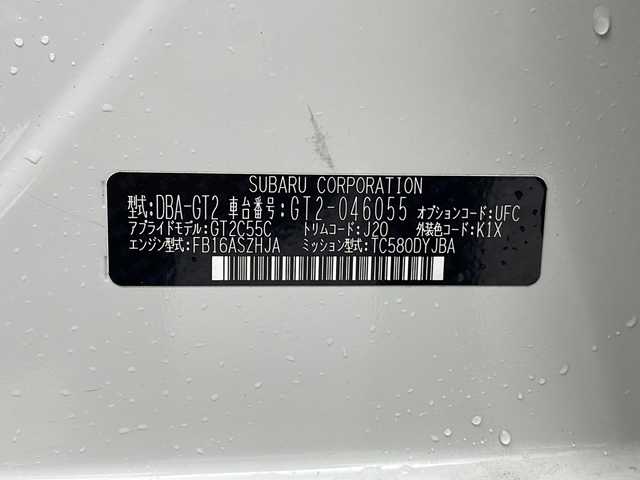 SUBARU CORPORATION
型式:DBA-GT2 車台番号:GT2-046055 オプションコード:UFC
アプライドモデル:GT2C55C トリムコード:J20 外装色コード:K1X
エンジン型式:FB16ASZHJA ミッション型式:TC580DYJBA